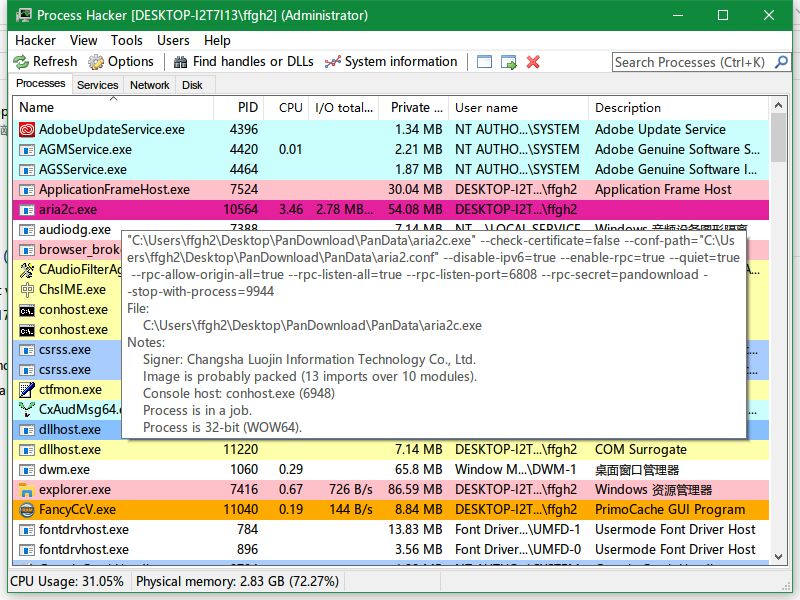 Process Hacker [DESKTOP-I2T7I13\ffgh2] (Administrator)
Hacker View Tools Users Help
Refresh Options Find handles or DLLs System information Search Processes (Ctrl+K)
Processes Services Network Disk
Name PID CPU I/O total... Private ... User name Description
AdobeUpdateService.exe 4396 1.34 MB NT AUTHO...\SYSTEM Adobe Update Service
AGMService.exe 4420 0.01 2.21 MB NT AUTHO...\SYSTEM Adobe Genuine Software S...
AGSService.exe 4464 1.87 MB NT AUTHO...\SYSTEM Adobe Genuine Software I...
ApplicationFrameHost.exe 7524 30.04 MB DESKTOP-I2T...\ffgh2 Application Frame Host
aria2c.exe 10564 3.46 2.78 MB... 54.08 MB DESKTOP-I2T...\ffgh2
audiodg.exe 7388 7.14 MB NT ...\LOCAL SERVICE Windows 音频设备图形隔离
browser_brok
"C:\Users\ffgh2\Desktop\PanDownload\PanData\aria2c.exe" --check-certificate=false --conf-path="C:\Us
ers\ffgh2\Desktop\PanDownload\PanData\aria2.conf" --disable-ipv6=true --enable-rpc=true --quiet=true
--rpc-allow-origin-all=true --rpc-listen-all=true --rpc-listen-port=6808 --rpc-secret=pandownload -
-stop-with-process=9944
File:
C:\Users\ffgh2\Desktop\PanDownload\PanData\aria2c.exe
Notes:
Signer: Changsha Luojin Information Technology Co., Ltd.
Image is probably packed (13 imports over 10 modules).
Console host: conhost.exe (6948)
Process is in a job.
Process is 32-bit (WOW64).
CAudioFilterAg
ChsIME.exe
conhost.exe
conhost.exe
csrss.exe
csrss.exe
ctfmon.exe
CxAudMsg64.e
dllhost.exe
dllhost.exe 11220 7.14 MB DESKTOP-I2T...\ffgh2 COM Surrogate
dwm.exe 1060 0.29 65.8 MB Window M...\DWM-1 桌面窗口管理器
explorer.exe 7416 0.67 726 B/s 86.59 MB DESKTOP-I2T...\ffgh2 Windows 资源管理器
FancyCcV.exe 11040 0.19 144 B/s 8.84 MB DESKTOP-I2T...\ffgh2 PrimoCache GUI Program
fontdrvhost.exe 784 13.83 MB Font Driver...\UMFD-1 Usermode Font Driver Host
fontdrvhost.exe 896 3.56 MB Font Driver...\UMFD-0 Usermode Font Driver Host
CPU Usage: 31.05% Physical memory: 2.83 GB (72.27%)